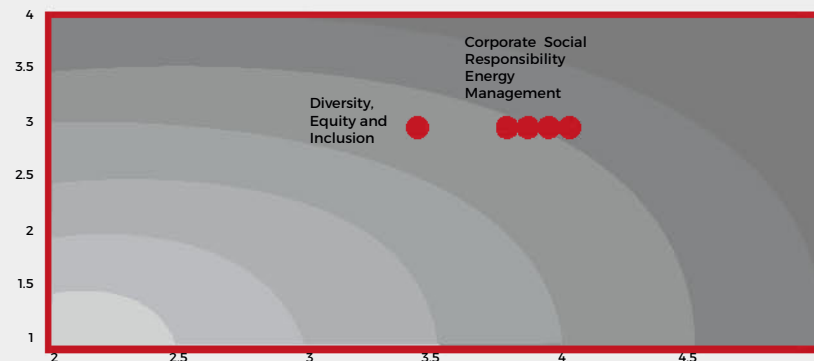 4
3.5
3
2.5
2
1.5
1
Corporate Social
Responsibility
Energy
Management
Diversity,
Equity and
Inclusion
2
2.5
3
3.5
4
4.5